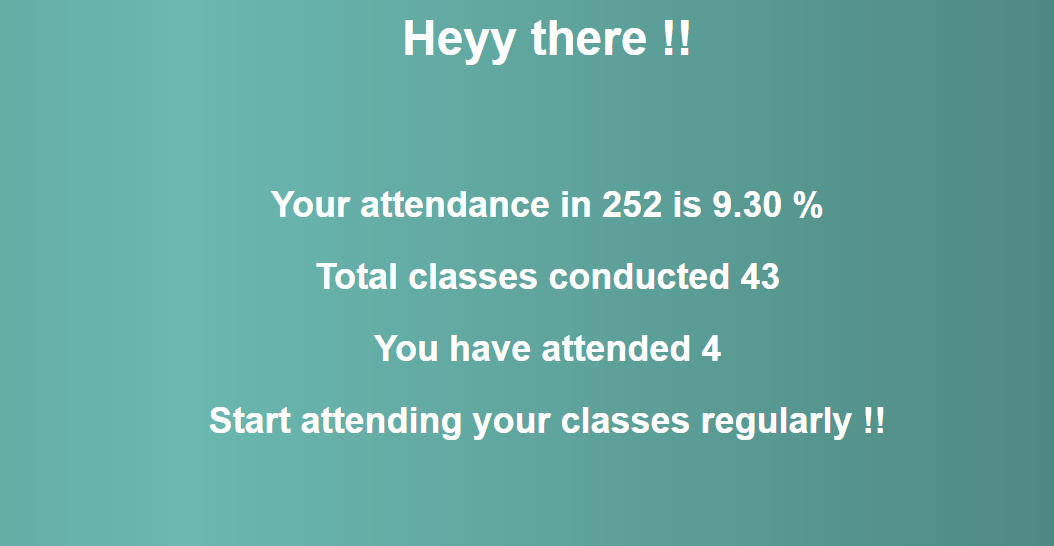 Heyy there !!
Your attendance in 252 is 9.30 %
Total classes conducted 43
You have attended 4
Start attending your classes regularly !!